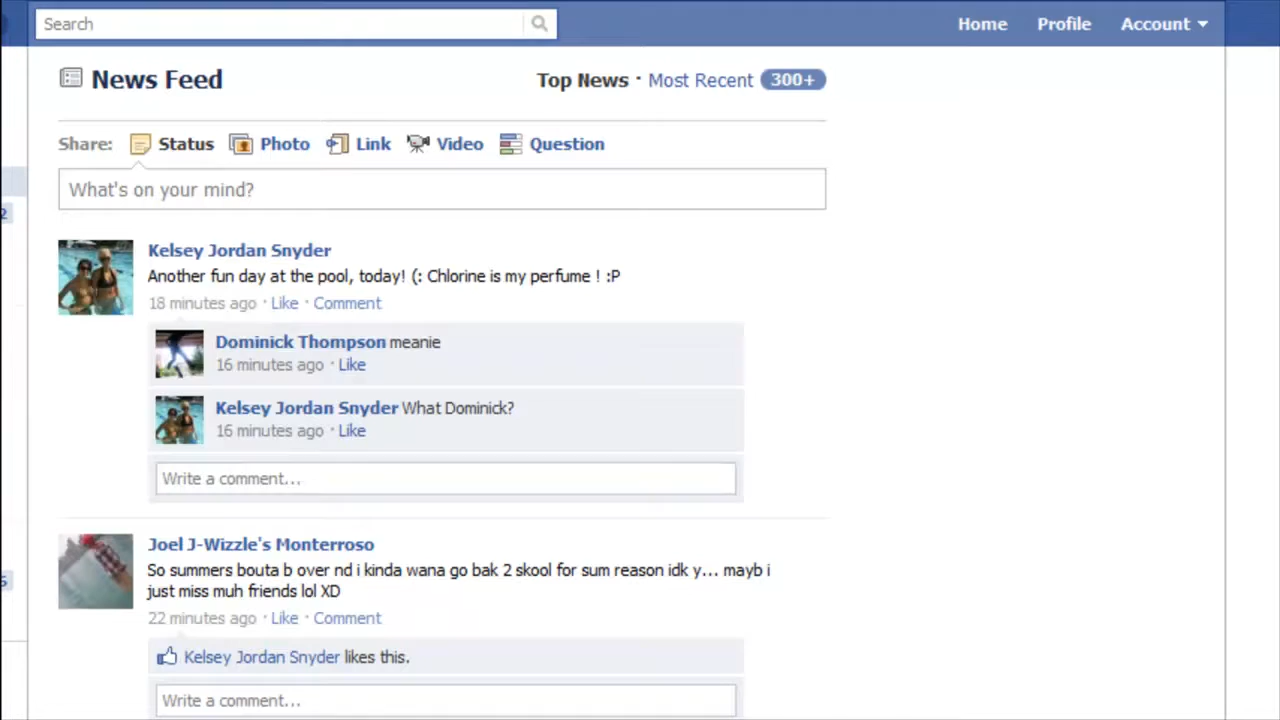 Search
Home Profile Account
News Feed
Top News · Most Recent 300+
Share: Status Photo Link Video Question
What's on your mind?
Kelsey Jordan Snyder
Another fun day at the pool, today! (: Chlorine is my perfume ! :P
18 minutes ago · Like · Comment
Dominick Thompson meanie
16 minutes ago · Like
Kelsey Jordan Snyder What Dominick?
16 minutes ago · Like
Write a comment...
Joel J-Wizzle's Monterroso
So summers bouta b over nd i kinda wana go bak 2 skool for sum reason idk y... mayb i
just miss muh friends lol XD
22 minutes ago · Like · Comment
Kelsey Jordan Snyder likes this.
Write a comment...